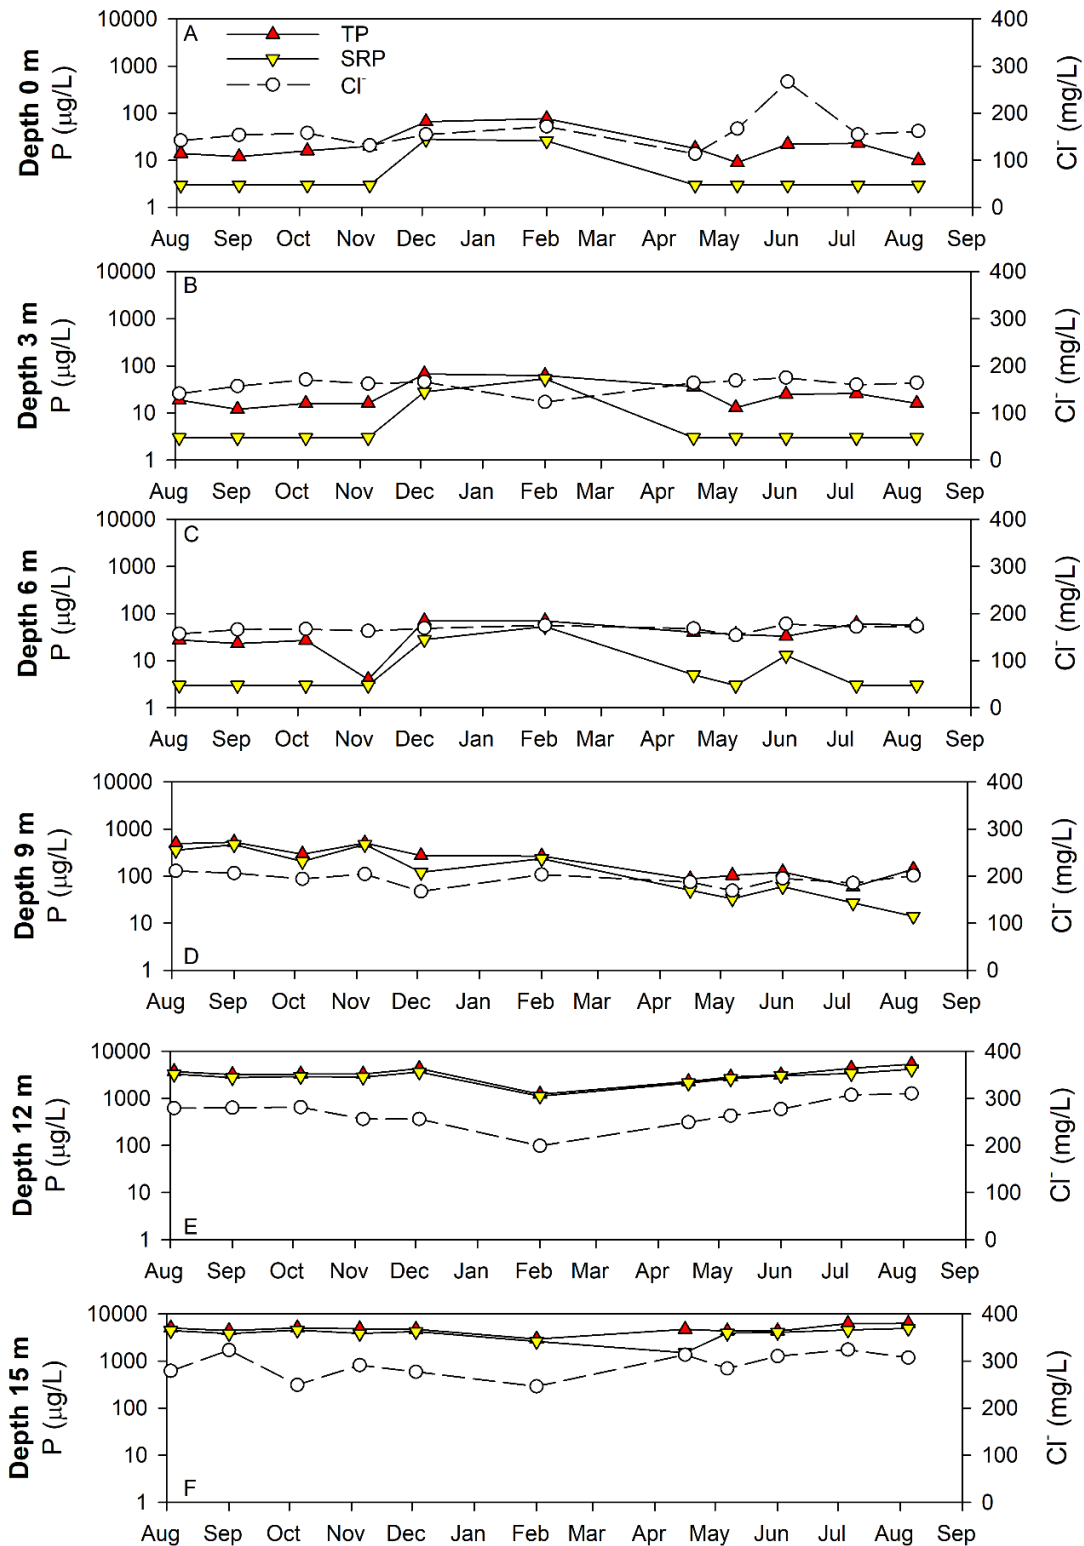 A
TP
SRP
Cl⁻
Depth 0 m
P (μg/L)
10000
1000
100
10
1
400
300
200
100
0
Cl⁻ (mg/L)
Aug Sep Oct Nov Dec Jan Feb Mar Apr May Jun Jul Aug Sep
B
Depth 3 m
P (μg/L)
10000
1000
100
10
1
400
300
200
100
0
Cl⁻ (mg/L)
Aug Sep Oct Nov Dec Jan Feb Mar Apr May Jun Jul Aug Sep
C
Depth 6 m
P (μg/L)
10000
1000
100
10
1
400
300
200
100
0
Cl⁻ (mg/L)
Aug Sep Oct Nov Dec Jan Feb Mar Apr May Jun Jul Aug Sep
Depth 9 m
P (μg/L)
10000
1000
100
10
1
400
300
200
100
0
Cl⁻ (mg/L)
D
Aug Sep Oct Nov Dec Jan Feb Mar Apr May Jun Jul Aug Sep
Depth 12 m
P (μg/L)
10000
1000
100
10
1
400
300
200
100
0
Cl⁻ (mg/L)
E
Aug Sep Oct Nov Dec Jan Feb Mar Apr May Jun Jul Aug Sep
Depth 15 m
P (μg/L)
10000
1000
100
10
1
400
300
200
100
0
Cl⁻ (mg/L)
F
Aug Sep Oct Nov Dec Jan Feb Mar Apr May Jun Jul Aug Sep